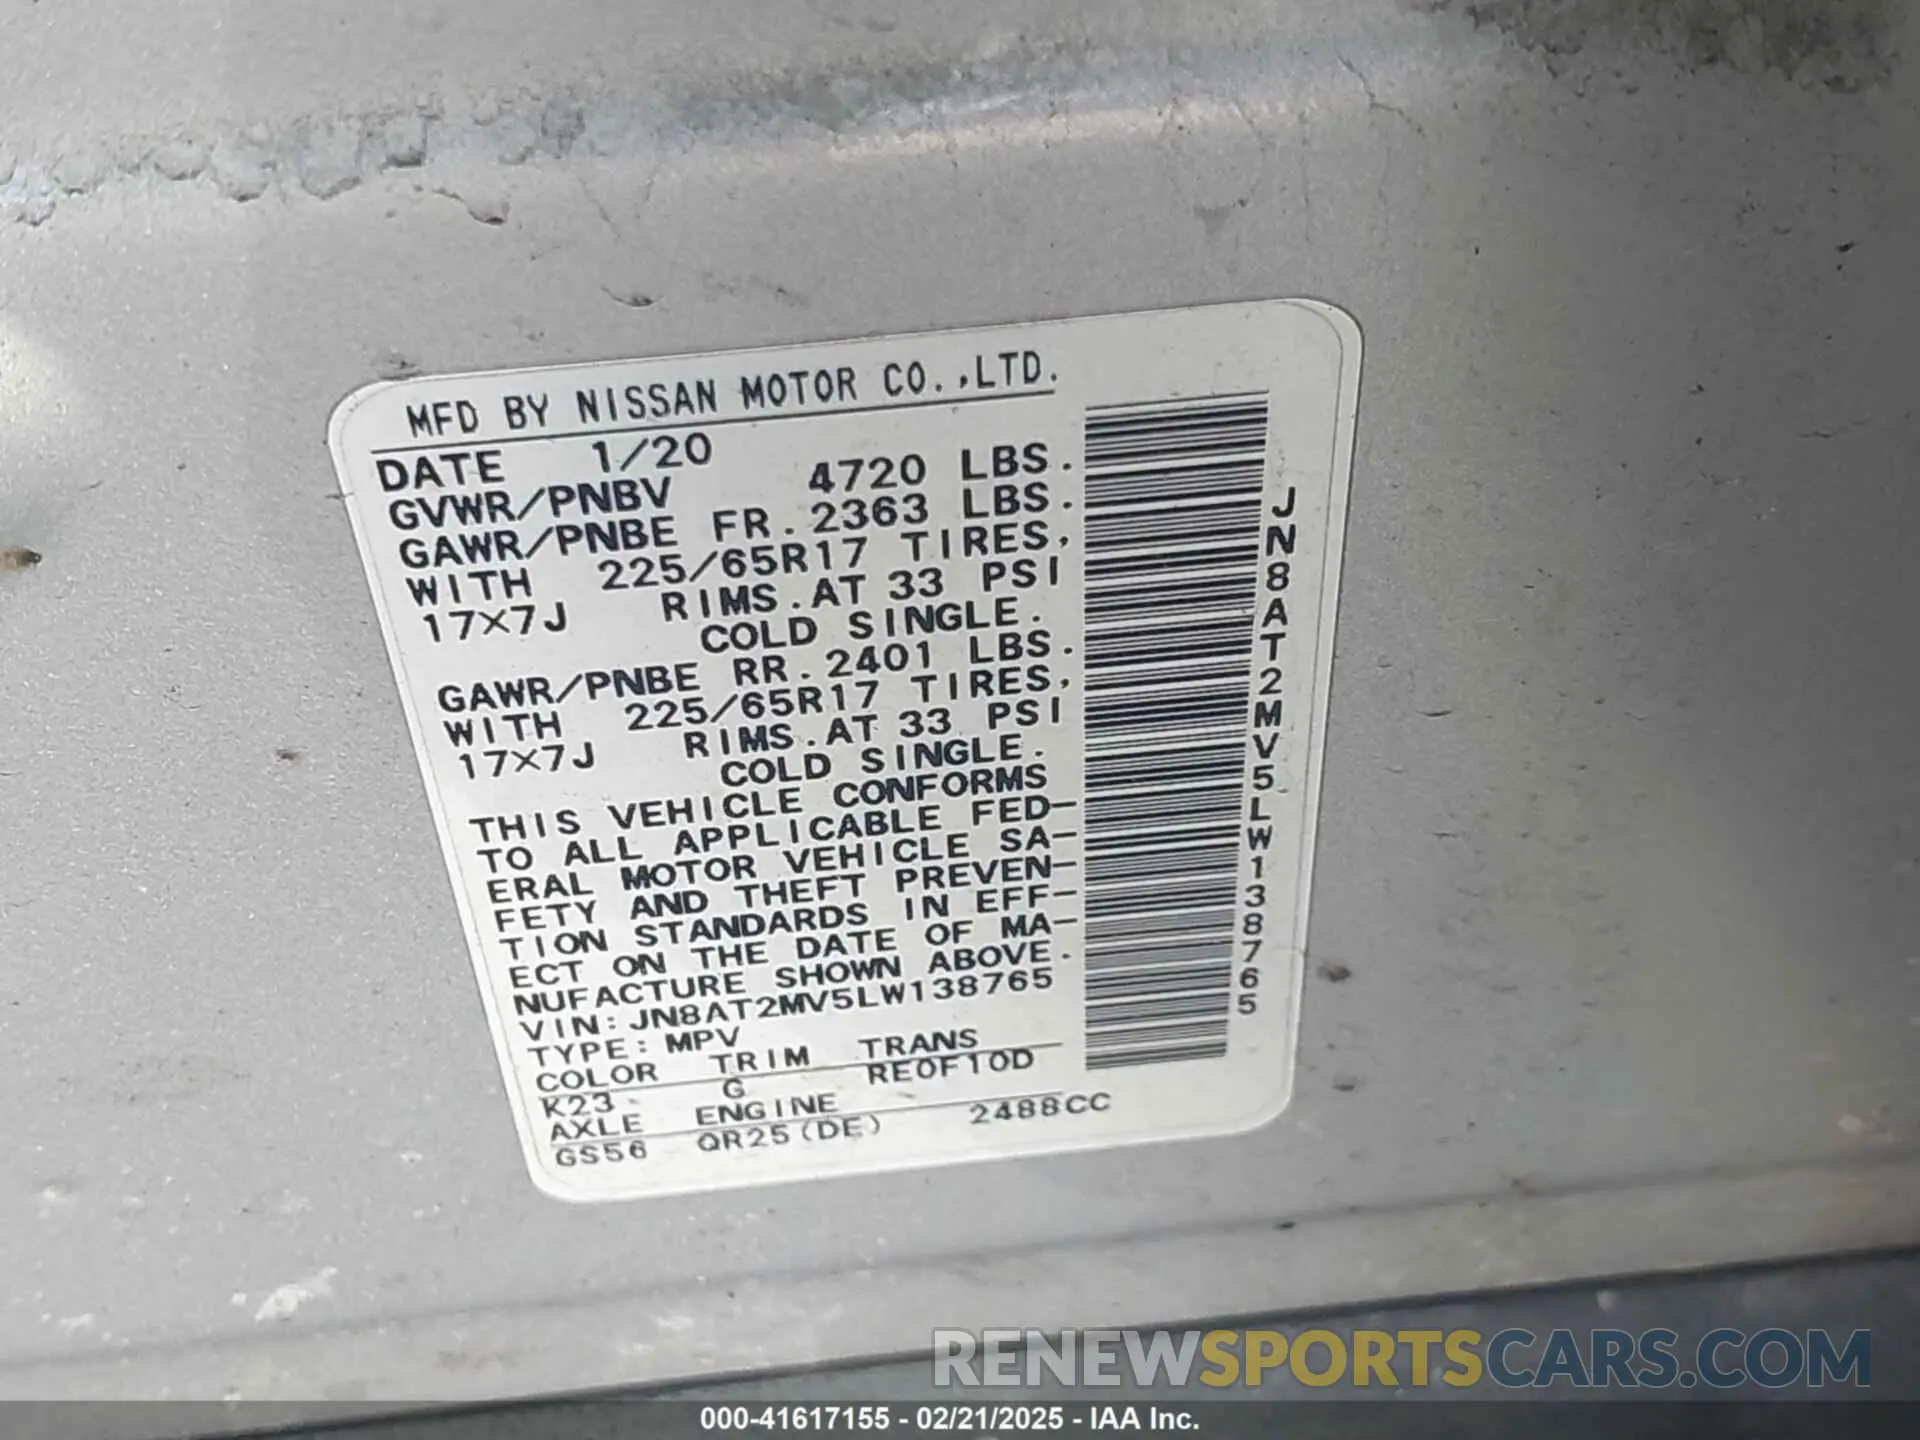 MFD BY NISSAN MOTOR CO.,LTD.
DATE 1/20
GVWR/PNBV 4720 LBS.
GAWR/PNBE FR. 2363 LBS.
WITH 225/65R17 TIRES,
17X7J RIMS. AT 33 PSI
COLD SINGLE.
GAWR/PNBE RR. 2401 LBS.
WITH 225/65R17 TIRES,
17X7J RIMS. AT 33 PSI
COLD SINGLE.
THIS VEHICLE CONFORMS
TO ALL APPLICABLE FED-
ERAL MOTOR VEHICLE SA-
FETY AND THEFT PREVEN-
TION STANDARDS IN EFF-
ECT ON THE DATE OF MA-
NUFACTURE SHOWN ABOVE.
VIN: JN8AT2MV5LW138765
TYPE: MPV
COLOR TRIM TRANS
K23 G RE0F10D
AXLE ENGINE
GS56 QR25(DE) 2488CC
JN8AT2MV5LW138765
RENEWSPORTSCARS.COM
000-41617155 - 02/21/2025 - IAA Inc.